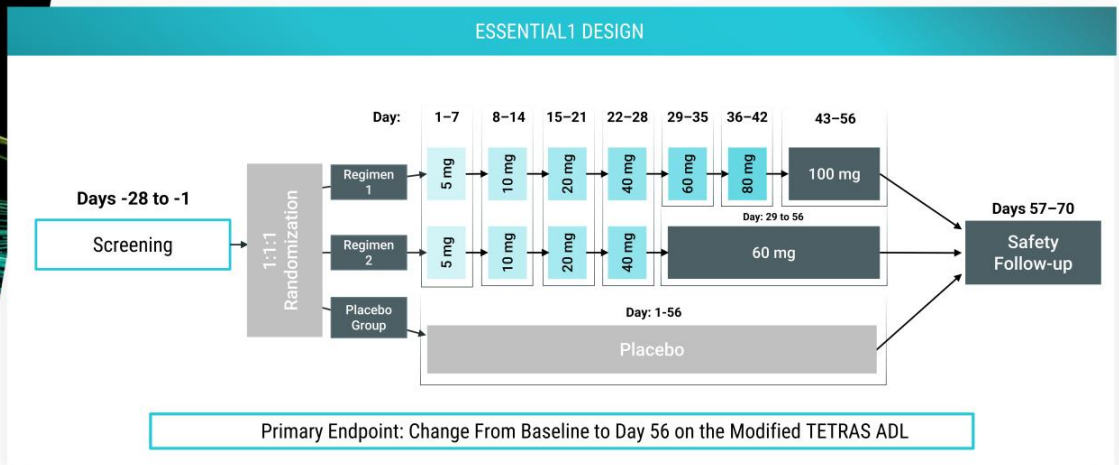 ESSENTIAL1 DESIGN
Day: 1–7 8–14 15–21 22–28 29–35 36–42 43–56
Days -28 to -1
Screening
1:1:1
Randomization
Regimen
1
5 mg
10 mg
20 mg
40 mg
60 mg
80 mg
100 mg
Regimen
2
5 mg
10 mg
20 mg
40 mg
Day: 29 to 56
60 mg
Placebo
Group
Day: 1-56
Placebo
Days 57–70
Safety
Follow-up
Primary Endpoint: Change From Baseline to Day 56 on the Modified TETRAS ADL